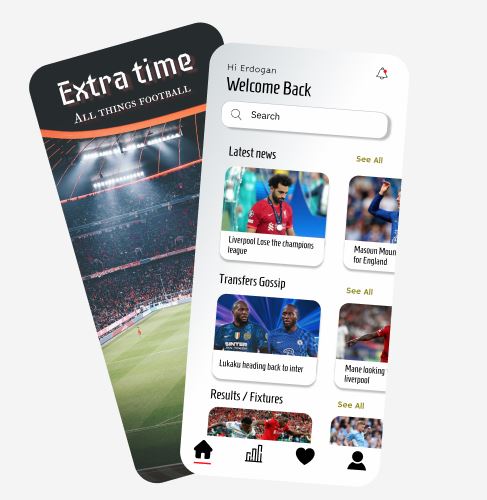 Extra time
ALL THINGS FOOTBALL
Hi Erdogan
Welcome Back
Search
Latest news
See All
Liverpool Lose the champions
league
Masoun Moun
for England
Transfers Gossip
See All
Lukaku heading back to inter
Mane looking
liverpool
Results / Fixtures
See All